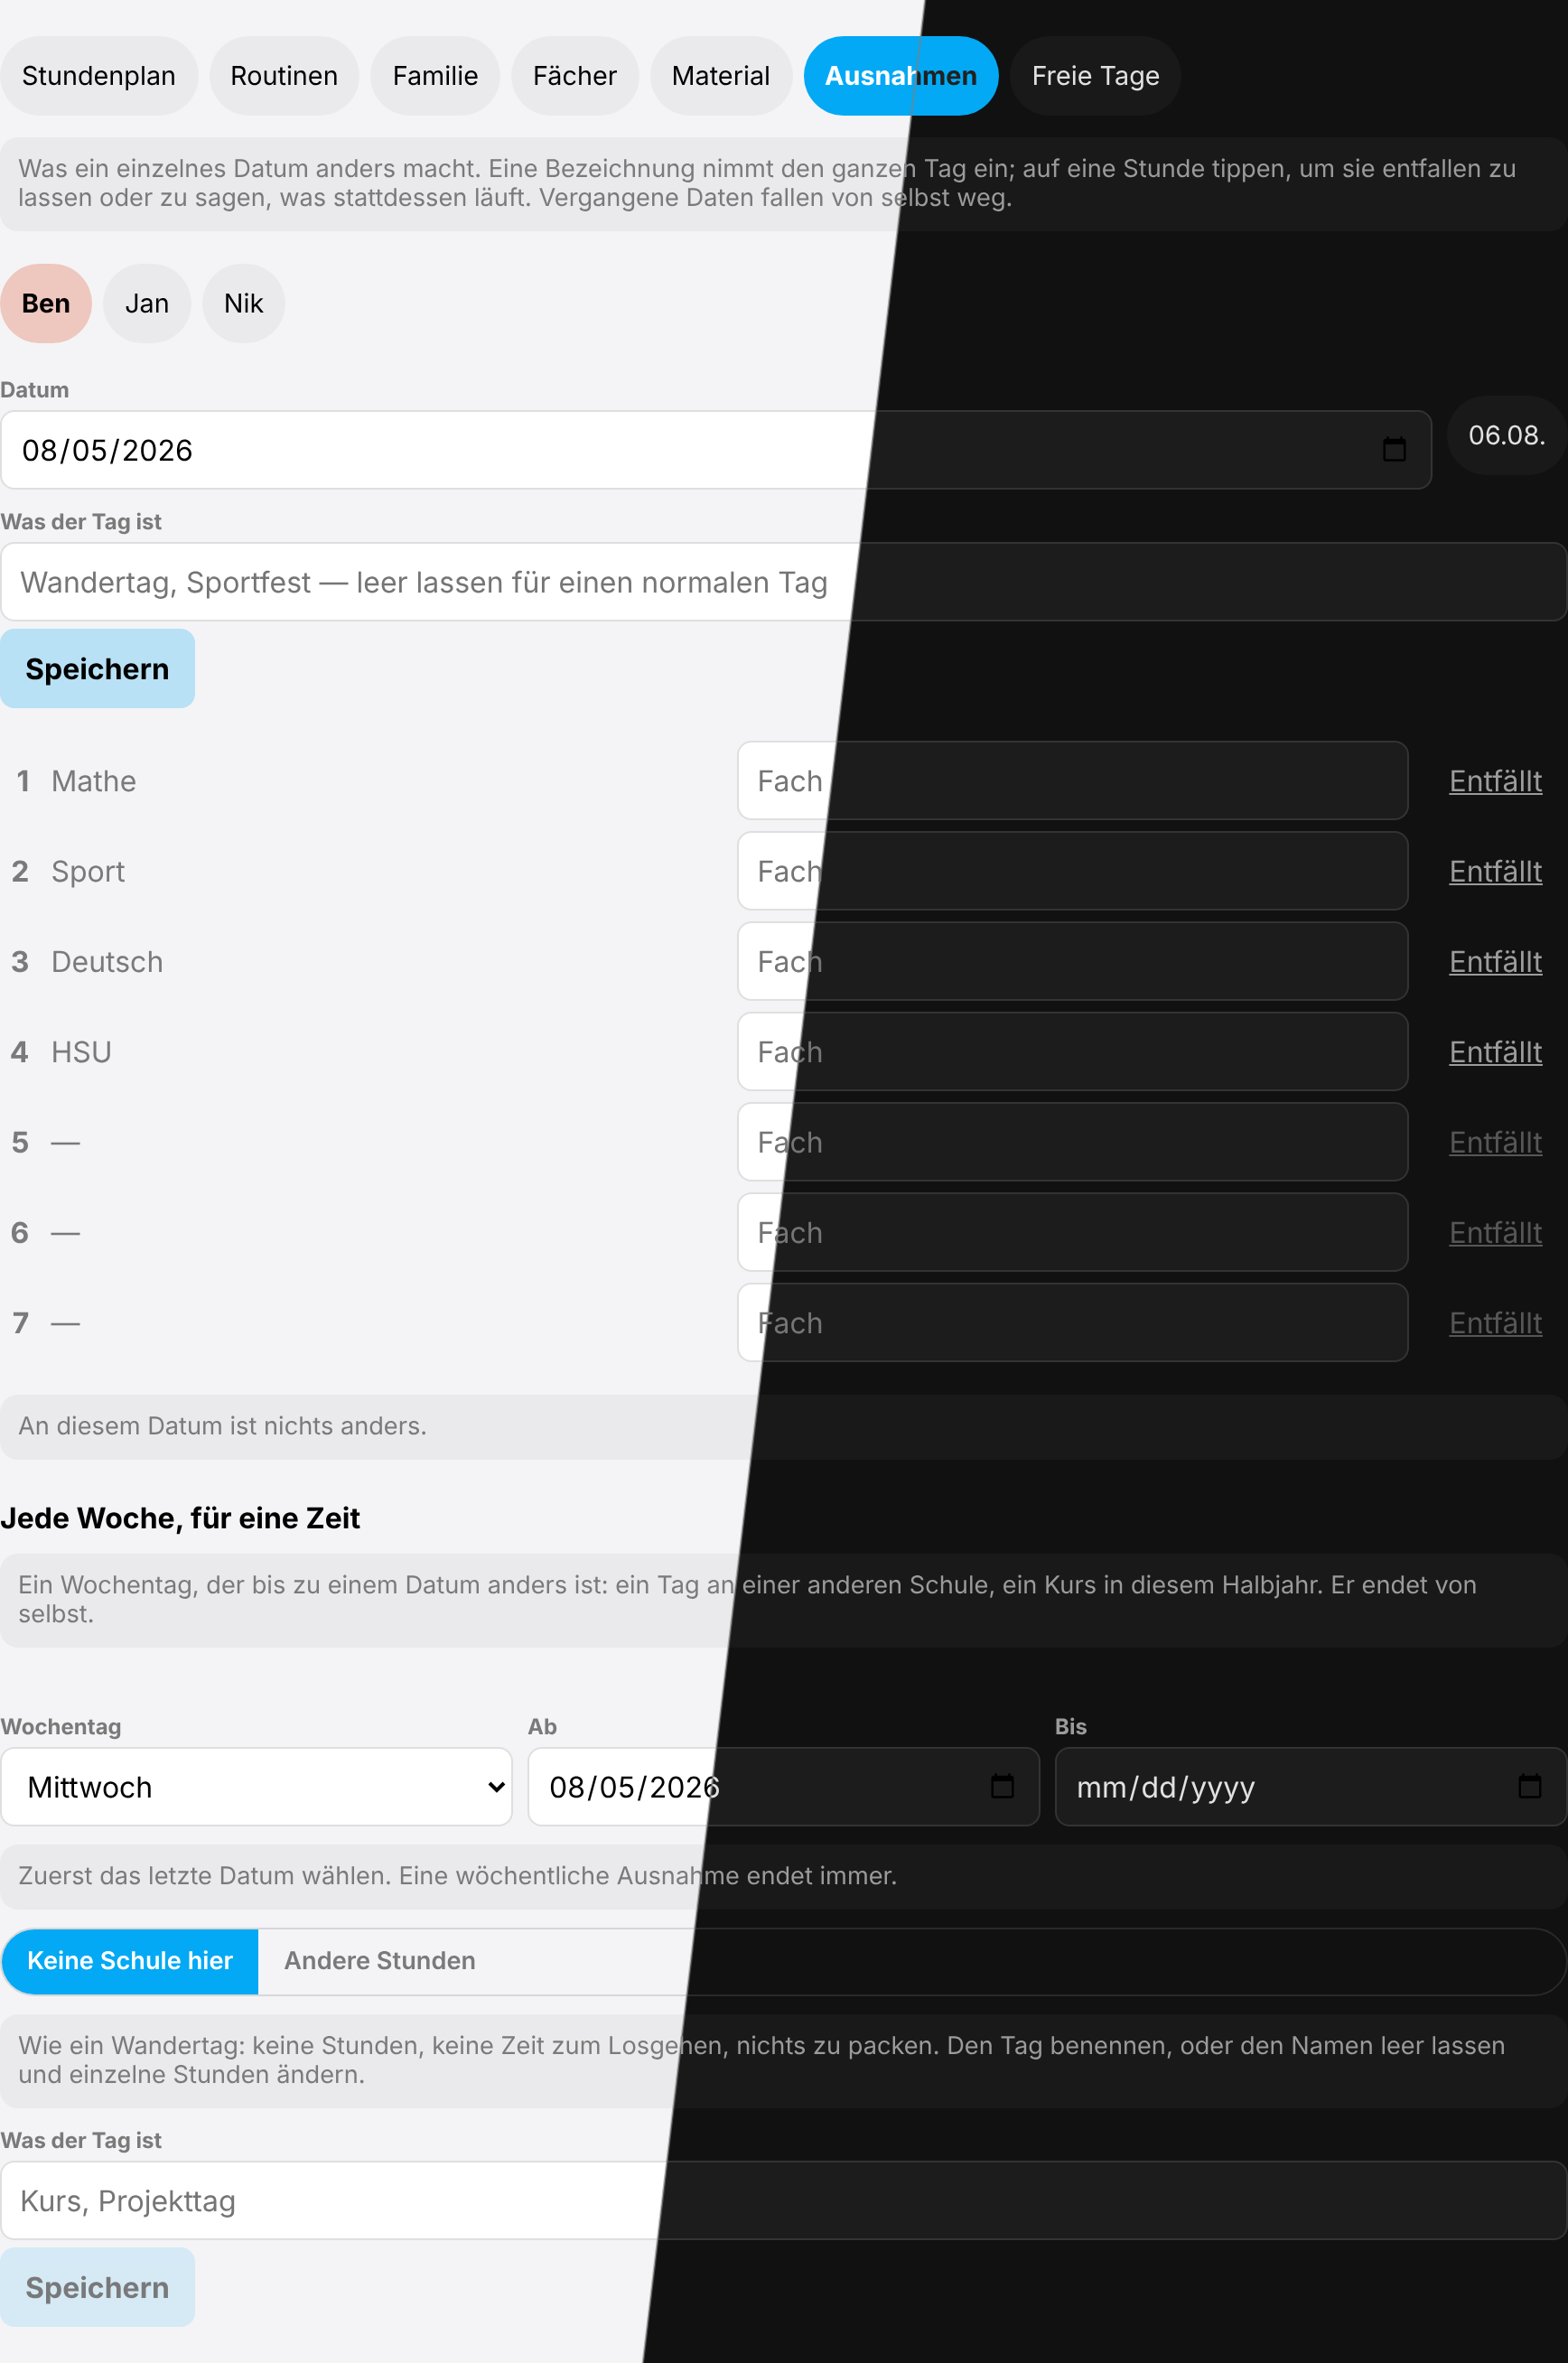 Stundenplan Routinen Familie Fächer Material Ausnahmen Freie Tage
Was ein einzelnes Datum anders macht. Eine Bezeichnung nimmt den ganzen Tag ein; auf eine Stunde tippen, um sie entfallen zu
lassen oder zu sagen, was stattdessen läuft. Vergangene Daten fallen von selbst weg.
Ben Jan Nik
Datum
08/05/2026 06.08.
Was der Tag ist
Wandertag, Sportfest — leer lassen für einen normalen Tag
Speichern
1 Mathe Fach Entfällt
2 Sport Fach Entfällt
3 Deutsch Fach Entfällt
4 HSU Fach Entfällt
5 — Fach Entfällt
6 — Fach Entfällt
7 — Fach Entfällt
An diesem Datum ist nichts anders.
Jede Woche, für eine Zeit
Ein Wochentag, der bis zu einem Datum anders ist: ein Tag an einer anderen Schule, ein Kurs in diesem Halbjahr. Er endet von
selbst.
Wochentag Ab Bis
Mittwoch 08/05/2026 mm/dd/yyyy
Zuerst das letzte Datum wählen. Eine wöchentliche Ausnahme endet immer.
Keine Schule hier Andere Stunden
Wie ein Wandertag: keine Stunden, keine Zeit zum Losgehen, nichts zu packen. Den Tag benennen, oder den Namen leer lassen
und einzelne Stunden ändern.
Was der Tag ist
Kurs, Projekttag
Speichern